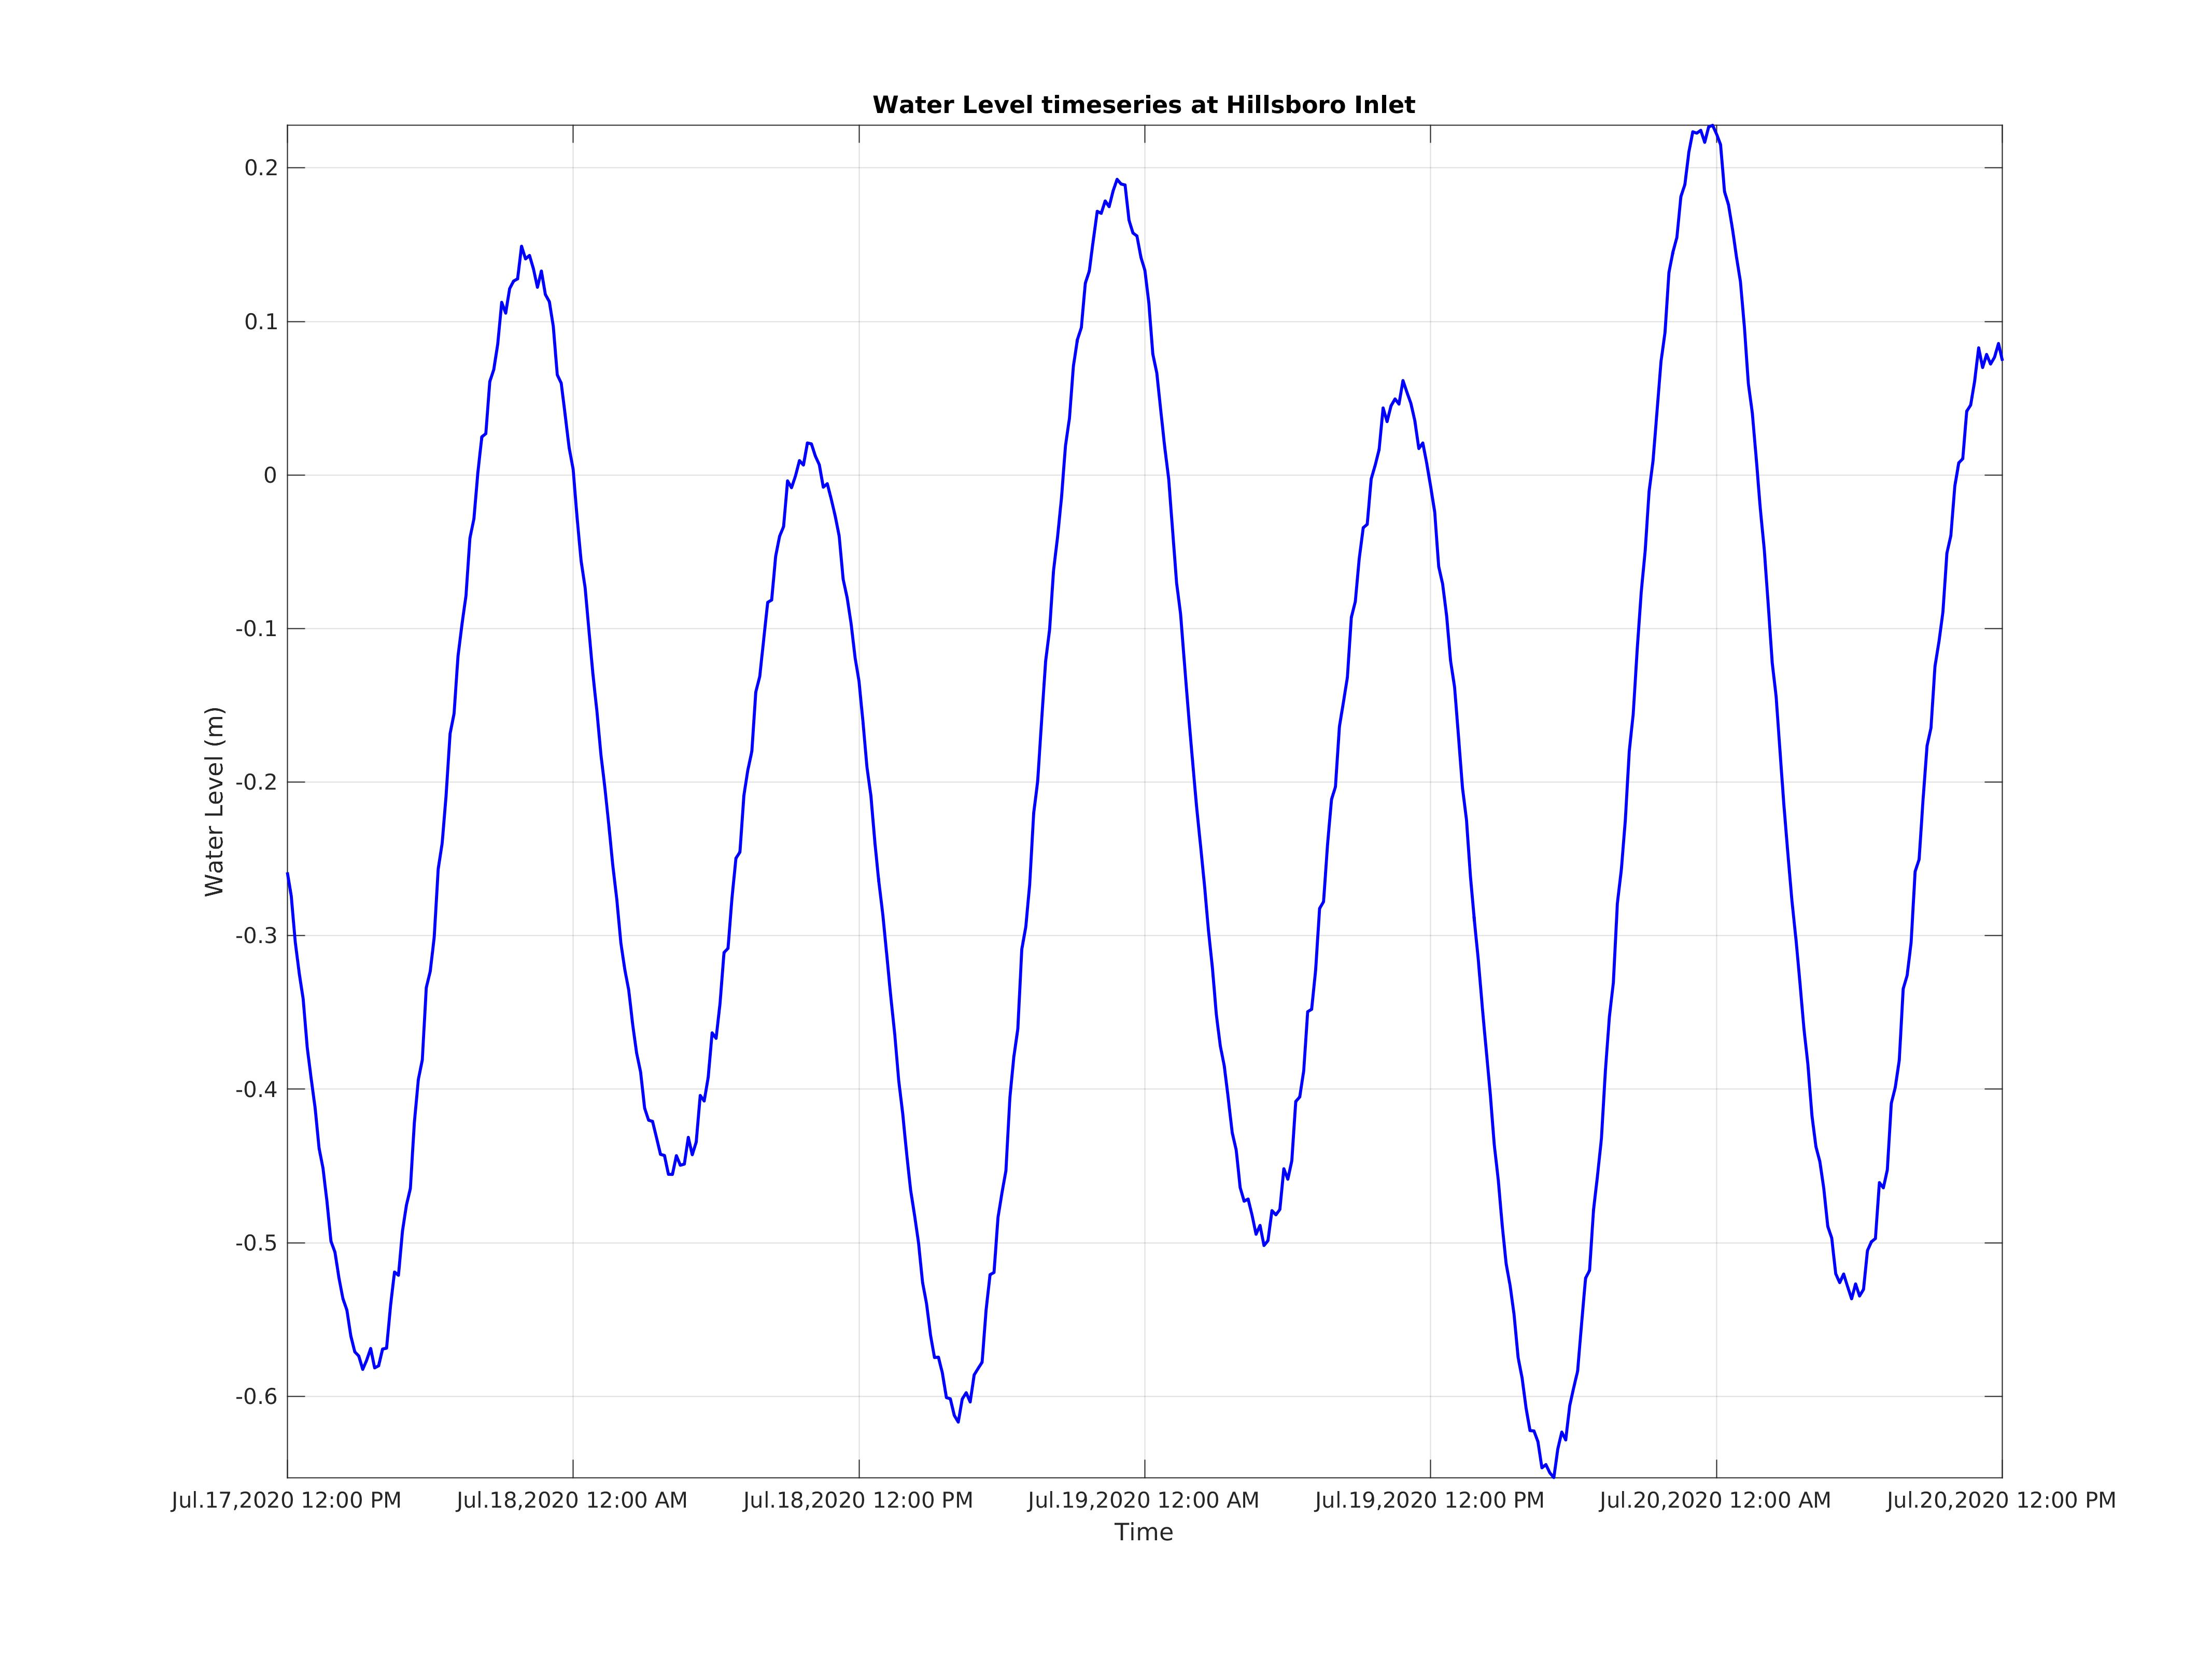 Water Level timeseries at Hillsboro Inlet
0.2
0.1
0
-0.1
-0.2
-0.3
-0.4
-0.5
-0.6
Water Level (m)
Jul.17,2020 12:00 PM
Jul.18,2020 12:00 AM
Jul.18,2020 12:00 PM
Jul.19,2020 12:00 AM
Jul.19,2020 12:00 PM
Jul.20,2020 12:00 AM
Jul.20,2020 12:00 PM
Time